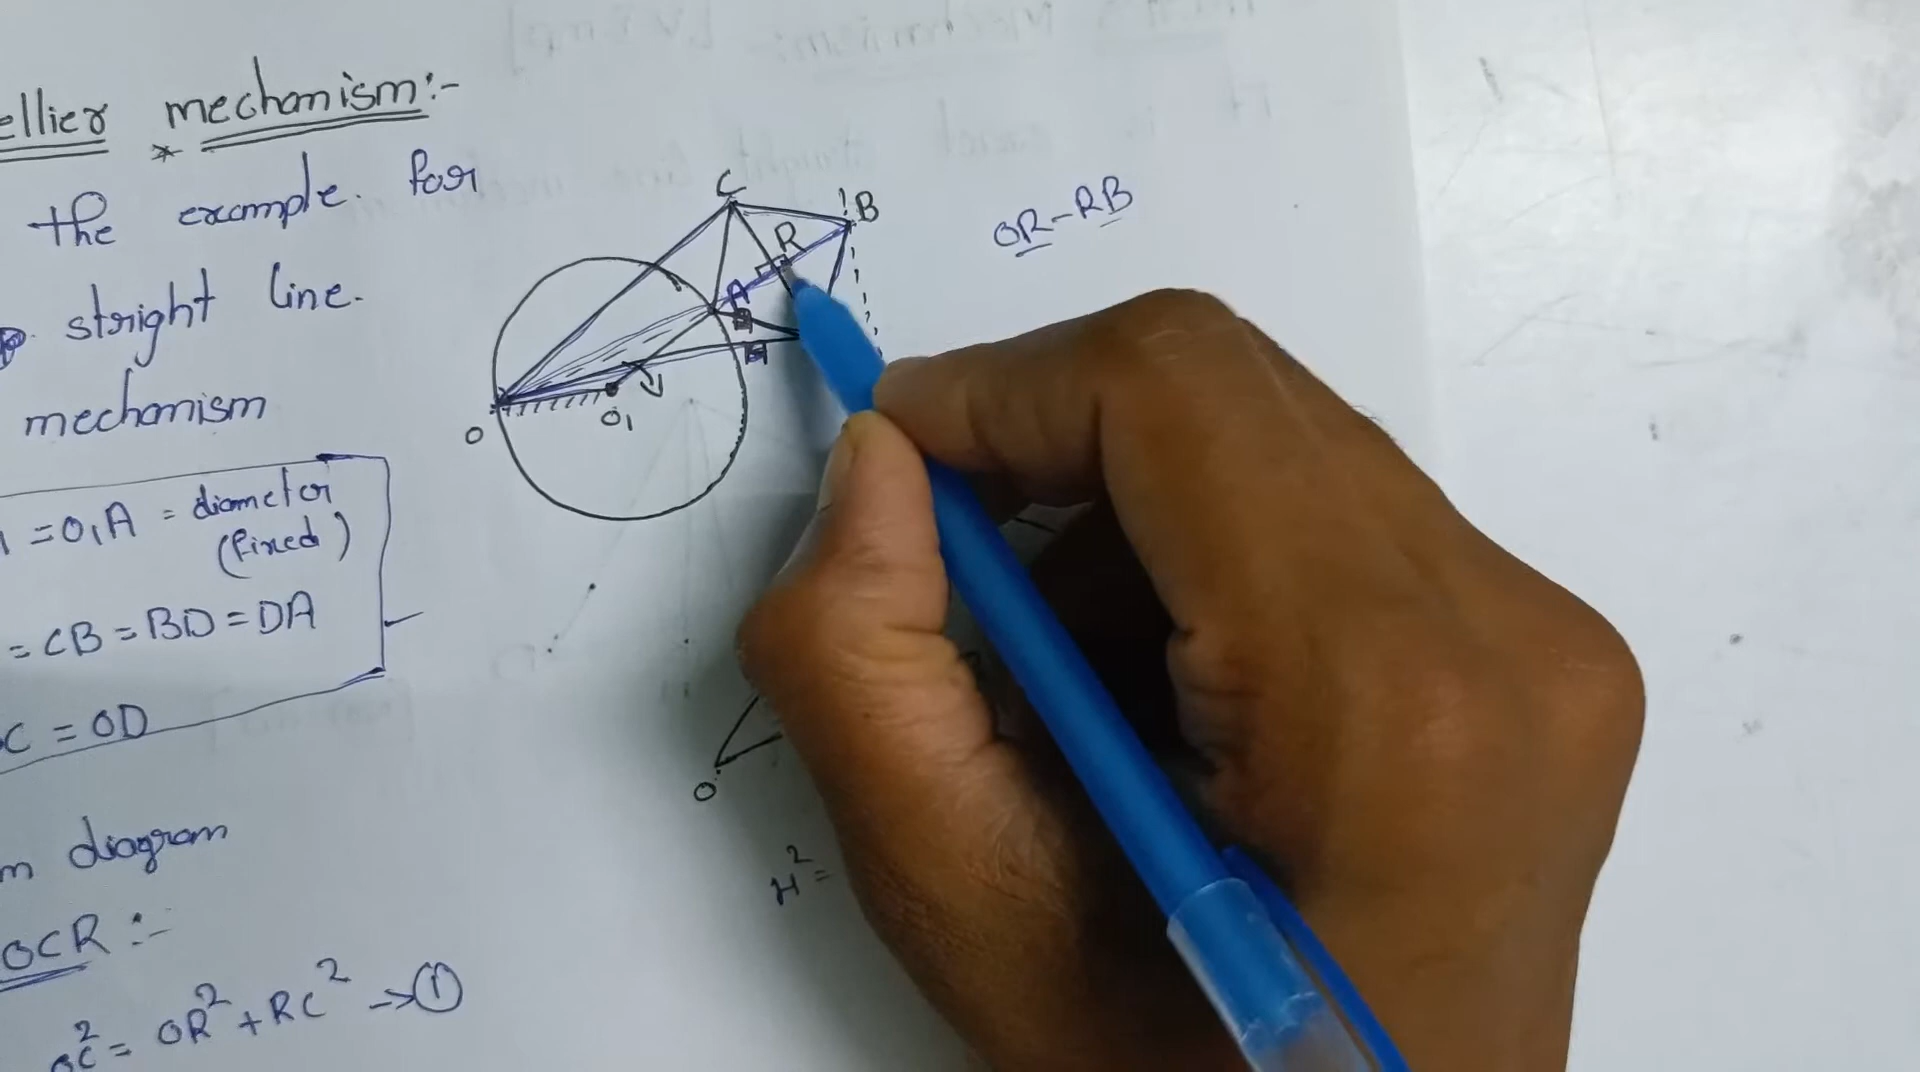 ellier mechanism:-
the example for
stright line.
mechanism
= O1A = diameter
(fixed)
= CB = BD = DA
C = OD
diagram
OCR :-
OC² = OR² + RC² → ①
C
B
R
A
O
O1
OR-RB
O
H² =